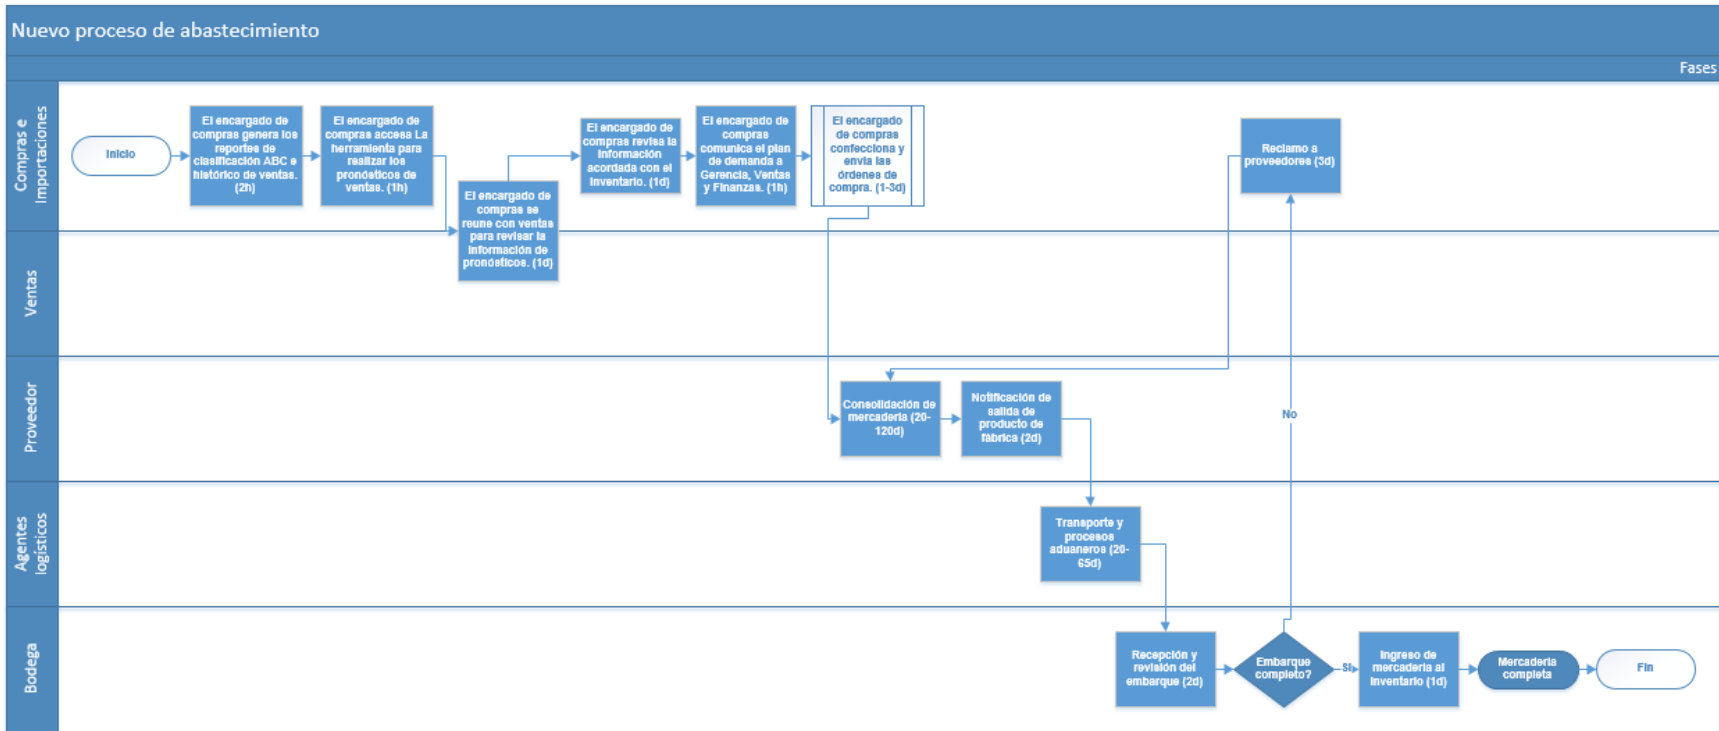 Nuevo proceso de abastecimiento
Fases
Compras e
Importaciones
Inicio
El encargado de
compras genera los
reportes de
clasificación ABC e
histórico de ventas.
(2h)
El encargado de
compras accesa La
herramienta para
realizar los
pronósticos de
ventas. (1h)
El encargado de
compras se
reune con ventas
para revisar la
información de
pronósticos. (1d)
El encargado de
compras revisa la
información
acordada con el
inventario. (1d)
El encargado de
compras
comunica el plan
de demanda a
Gerencia, Ventas
y Finanzas. (1h)
El encargado
de compras
confecciona y
envia las
órdenes de
compra. (1-3d)
Reclamo a
proveedores (3d)
Ventas
Proveedor
Consolidación de
mercadería (20-
120d)
Notificación de
salida de
producto de
fábrica (2d)
No
Agentes
logísticos
Transporte y
procesos
aduaneros (20-
65d)
Bodega
Recepción y
revisión del
embarque (2d)
Embarque
completo?
Si
Ingreso de
mercadería al
inventario (1d)
Mercadería
completa
Fin